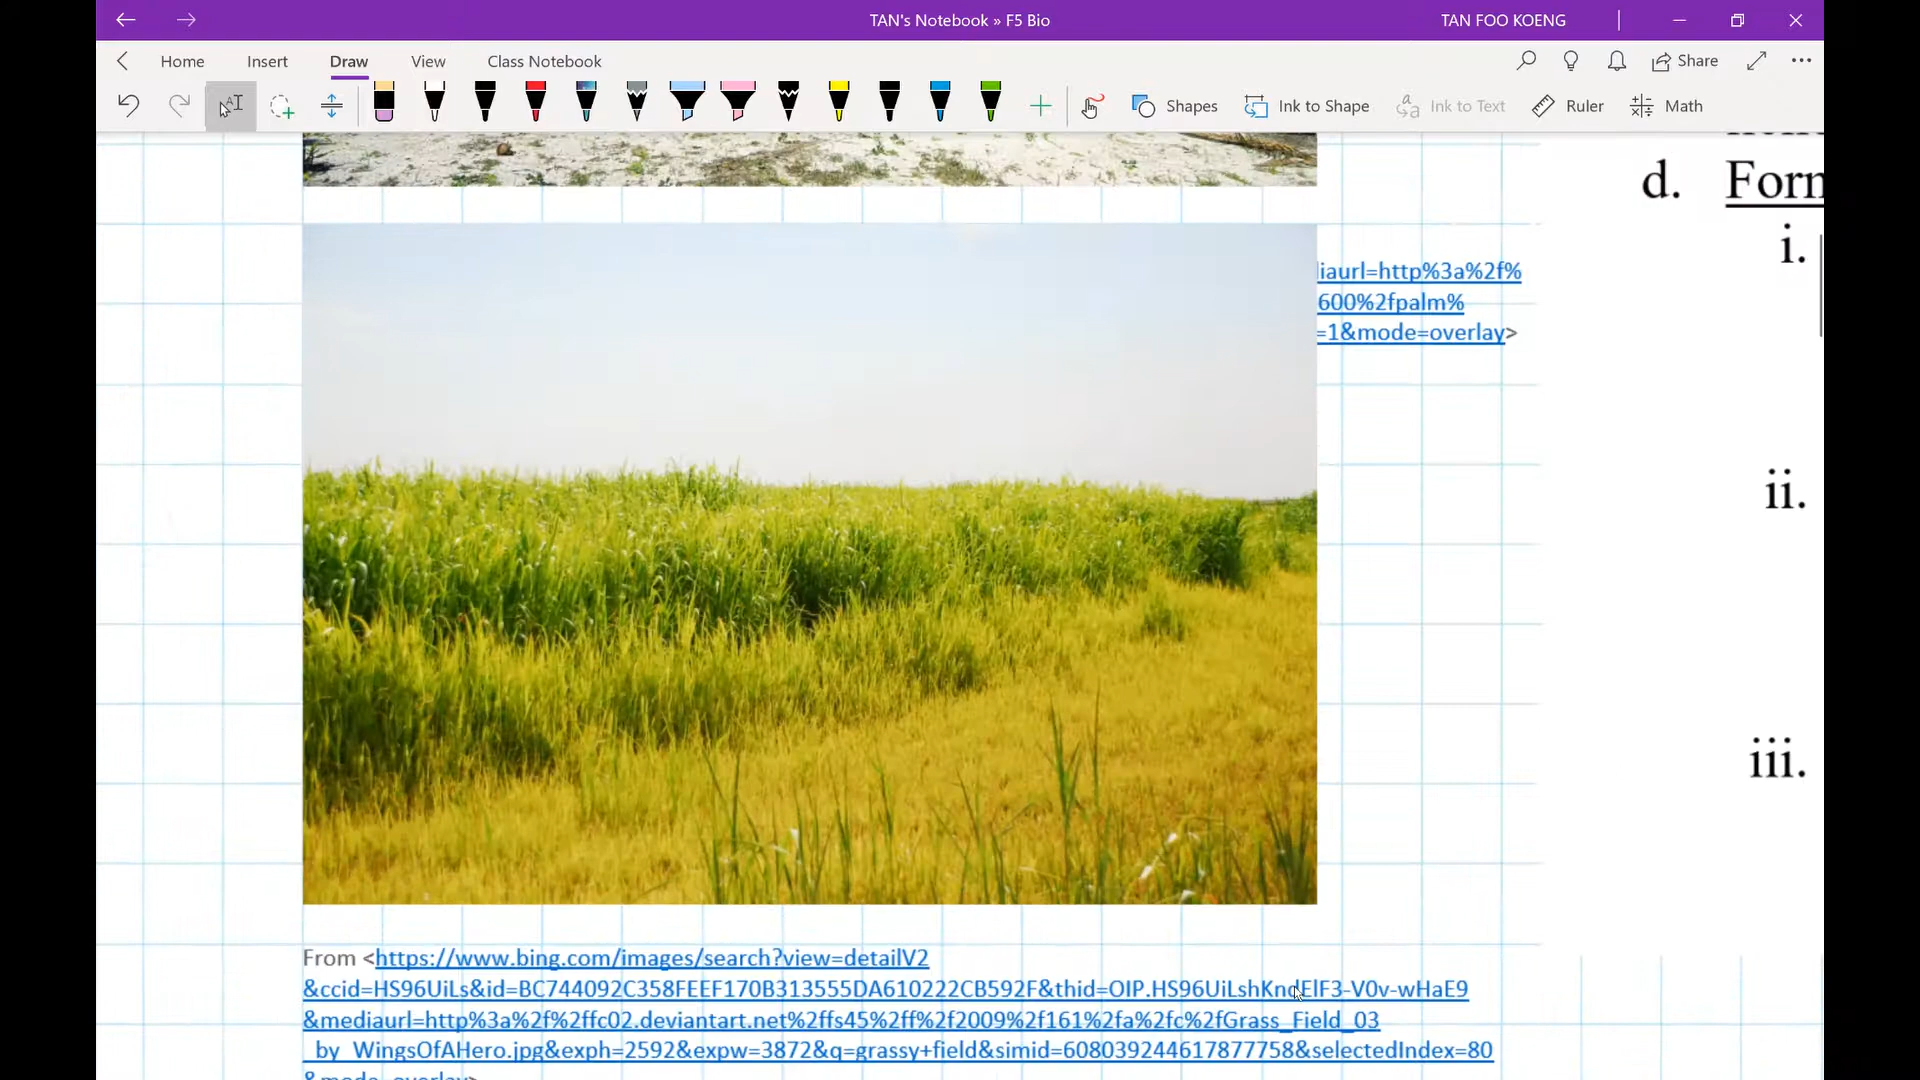 TAN's Notebook » F5 Bio
TAN FOO KOENG
Home Insert Draw View Class Notebook
Share
Shapes Ink to Shape Ink to Text Ruler Math
d. Forn
i.
ii.
iii.
liaurl=http%3a%2f%
600%2fpalm%
=1&mode=overlay>
From <https://www.bing.com/images/search?view=detailV2
&ccid=HS96UiLs&id=BC744092C358FEEF170B313555DA610222CB592F&thid=OIP.HS96UiLshKndElF3-V0v-wHaE9
&mediaurl=http%3a%2f%2ffc02.deviantart.net%2ffs45%2ff%2f2009%2f161%2fa%2fc%2fGrass_Field_03
_by_WingsOfAHero.jpg&exph=2592&expw=3872&q=grassy+field&simid=608039244617877758&selectedIndex=80
&mode=overlay>